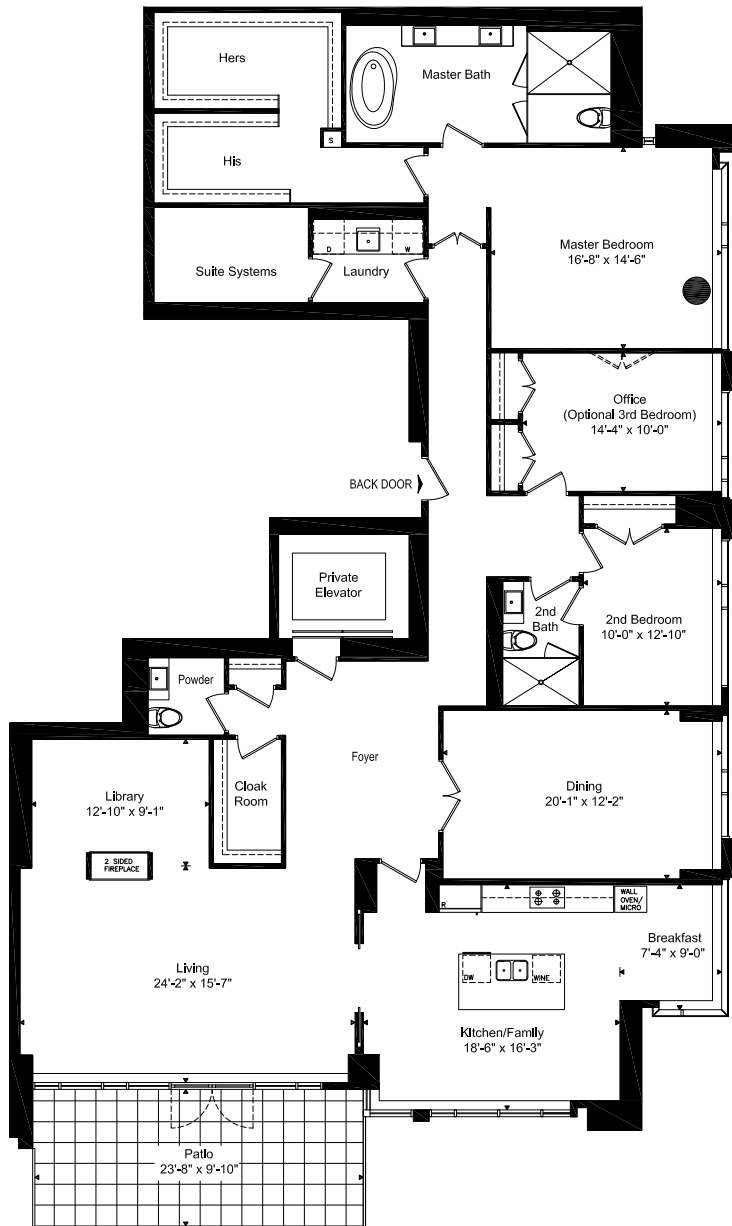 Hers
Master Bath
His
S
Master Bedroom
16'-8" x 14'-6"
Suite Systems
D
W
Laundry
Office
(Optional 3rd Bedroom)
14'-4" x 10'-0"
BACK DOOR
Private
Elevator
2nd
Bath
2nd Bedroom
10'-0" x 12'-10"
Powder
Foyer
Library
12'-10" x 9'-1"
Cloak
Room
Dining
20'-1" x 12'-2"
2 SIDED
FIREPLACE
R
WALL
OVEN/
MICRO
Breakfast
7'-4" x 9'-0"
Living
24'-2" x 15'-7"
DW
WINE
Kitchen/Family
18'-6" x 16'-3"
Patio
23'-8" x 9'-10"